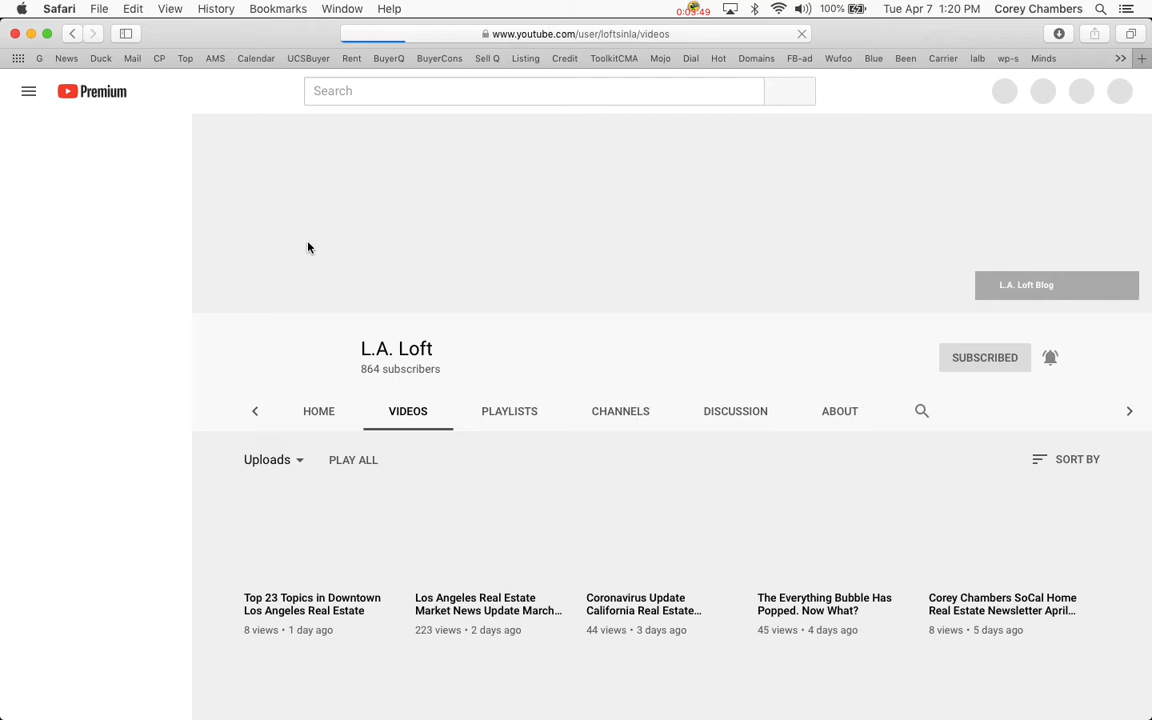 Safari File Edit View History Bookmarks Window Help 0:03:49 100% Tue Apr 7 1:20 PM Corey Chambers
www.youtube.com/user/loftsinla/videos
G News Duck Mail CP Top AMS Calendar UCSBuyer Rent BuyerQ BuyerCons Sell Q Listing Credit ToolkitCMA Mojo Dial Hot Domains FB-ad Wufoo Blue Been Carrier lalb wp-s Minds
Premium Search
L.A. Loft Blog
L.A. Loft
864 subscribers
SUBSCRIBED
HOME VIDEOS PLAYLISTS CHANNELS DISCUSSION ABOUT
Uploads PLAY ALL SORT BY
Top 23 Topics in Downtown
Los Angeles Real Estate
8 views • 1 day ago
Los Angeles Real Estate
Market News Update March...
223 views • 2 days ago
Coronavirus Update
California Real Estate...
44 views • 3 days ago
The Everything Bubble Has
Popped. Now What?
45 views • 4 days ago
Corey Chambers SoCal Home
Real Estate Newsletter April...
8 views • 5 days ago